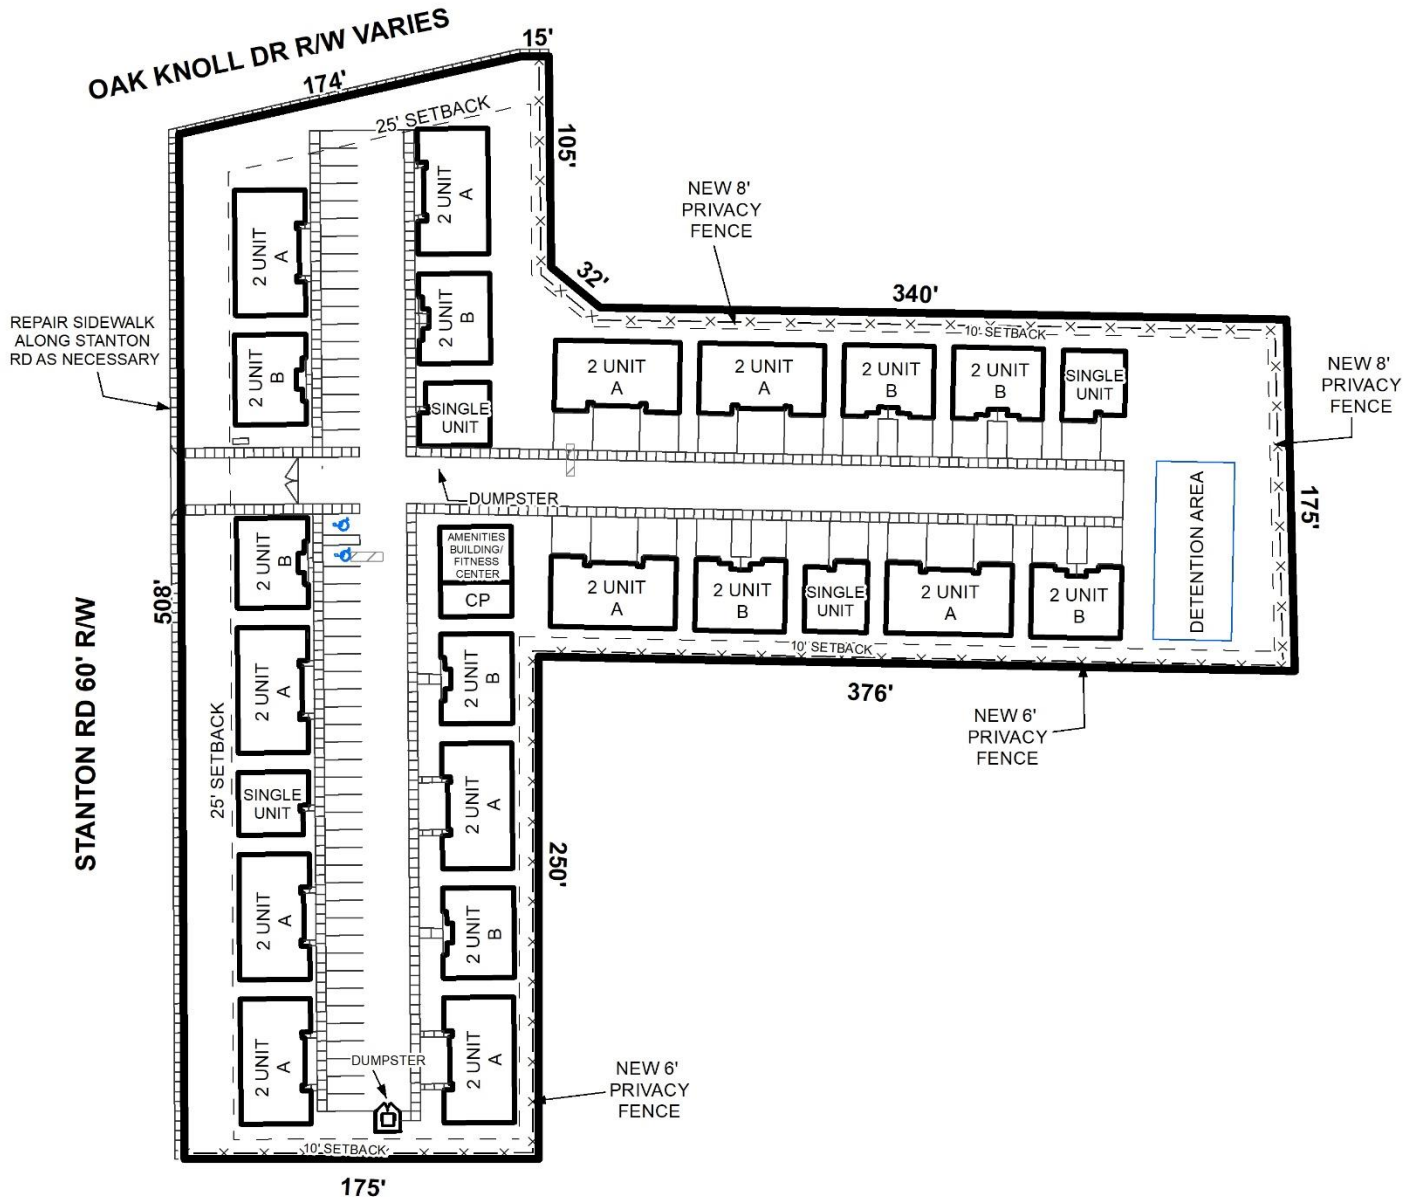 OAK KNOLL DR R/W VARIES
15'
174'
25' SETBACK
105'
2 UNIT
A
2 UNIT
A
NEW 8'
PRIVACY
FENCE
32'
340'
2 UNIT
B
10' SETBACK
REPAIR SIDEWALK
ALONG STANTON
RD AS NECESSARY
2 UNIT
B
2 UNIT
A
2 UNIT
A
2 UNIT
B
2 UNIT
B
SINGLE
UNIT
NEW 8'
PRIVACY
FENCE
SINGLE
UNIT
DUMPSTER
DETENTION AREA
175'
2 UNIT
B
AMENITIES
BUILDING/
FITNESS
CENTER
CP
2 UNIT
A
2 UNIT
B
SINGLE
UNIT
2 UNIT
A
2 UNIT
B
508'
STANTON RD 60' R/W
10' SETBACK
376'
2 UNIT
A
2 UNIT
B
NEW 6'
PRIVACY
FENCE
25' SETBACK
SINGLE
UNIT
2 UNIT
A
250'
2 UNIT
A
2 UNIT
B
2 UNIT
A
DUMPSTER
2 UNIT
A
NEW 6'
PRIVACY
FENCE
10' SETBACK
175'